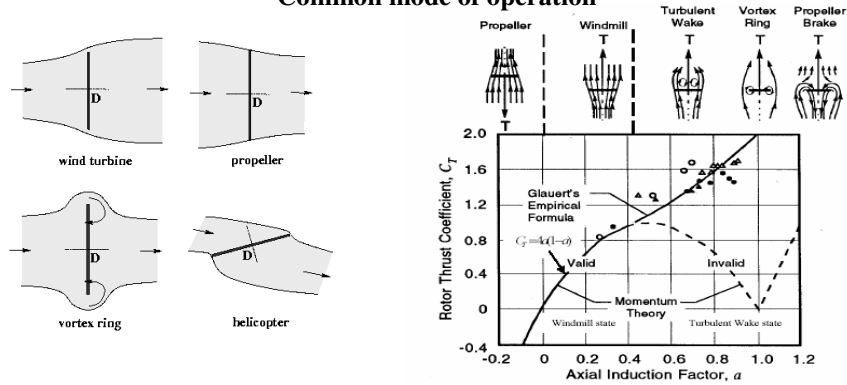 Common mode of operation
D
wind turbine
D
propeller
D
vortex ring
D
helicopter
Propeller
Windmill
Turbulent
Wake
Vortex
Ring
Propeller
Brake
T
T
T
T
T
2.0
1.6
1.2
0.8
0.4
0
-0.4
Rotor Thrust Coefficient, CT
Glauert's
Empirical
Formula
CT=4a(1-a)
Valid
Invalid
Momentum
Theory
Windmill state
Turbulent Wake state
-0.2
0
0.2
0.4
0.6
0.8
1.0
1.2
Axial Induction Factor, a